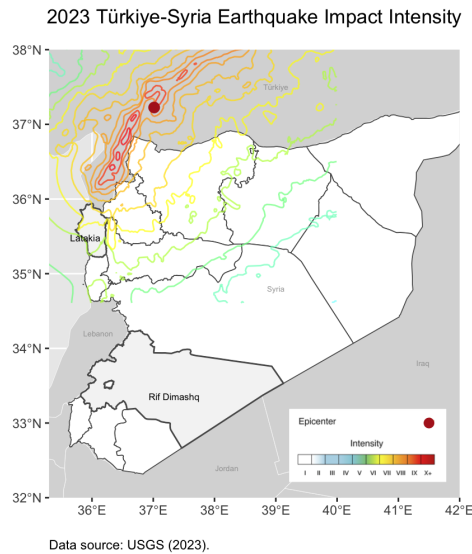 2023 Türkiye-Syria Earthquake Impact Intensity
38°N
Türkiye
37°N
36°N
Latakia
35°N
Syria
34°N
Lebanon
Iraq
Rif Dimashq
33°N
Epicenter
Intensity
I II III IV V VI VII VIII IX X+
Jordan
32°N
36°E 37°E 38°E 39°E 40°E 41°E 42°E
Data source: USGS (2023).